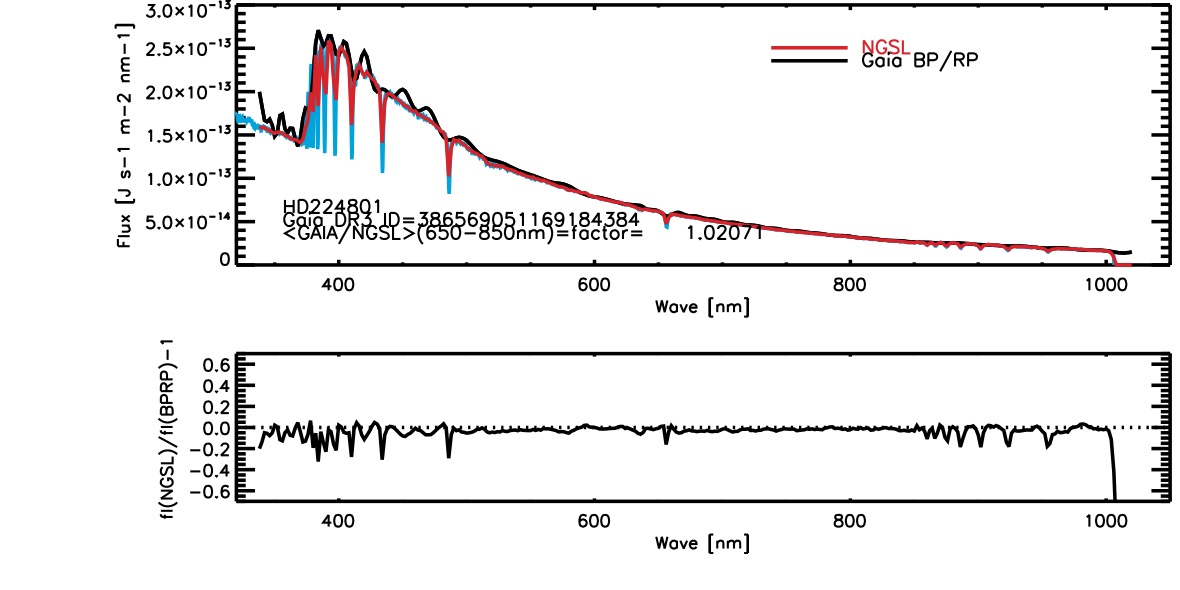 3.0×10−13
2.5×10−13
2.0×10−13
1.5×10−13
1.0×10−13
5.0×10−14
0
Flux [J s−1 m−2 nm−1]
NGSL
Gaia BP/RP
HD224801
Gaia DR3 ID=386569051169184384
<GAIA/NGSL>(650−850nm)=factor= 1.02071
400 600 800 1000
Wave [nm]
fl(NGSL)/fl(BPRP)−1
0.6
0.4
0.2
0.0
−0.2
−0.4
−0.6
400 600 800 1000
Wave [nm]